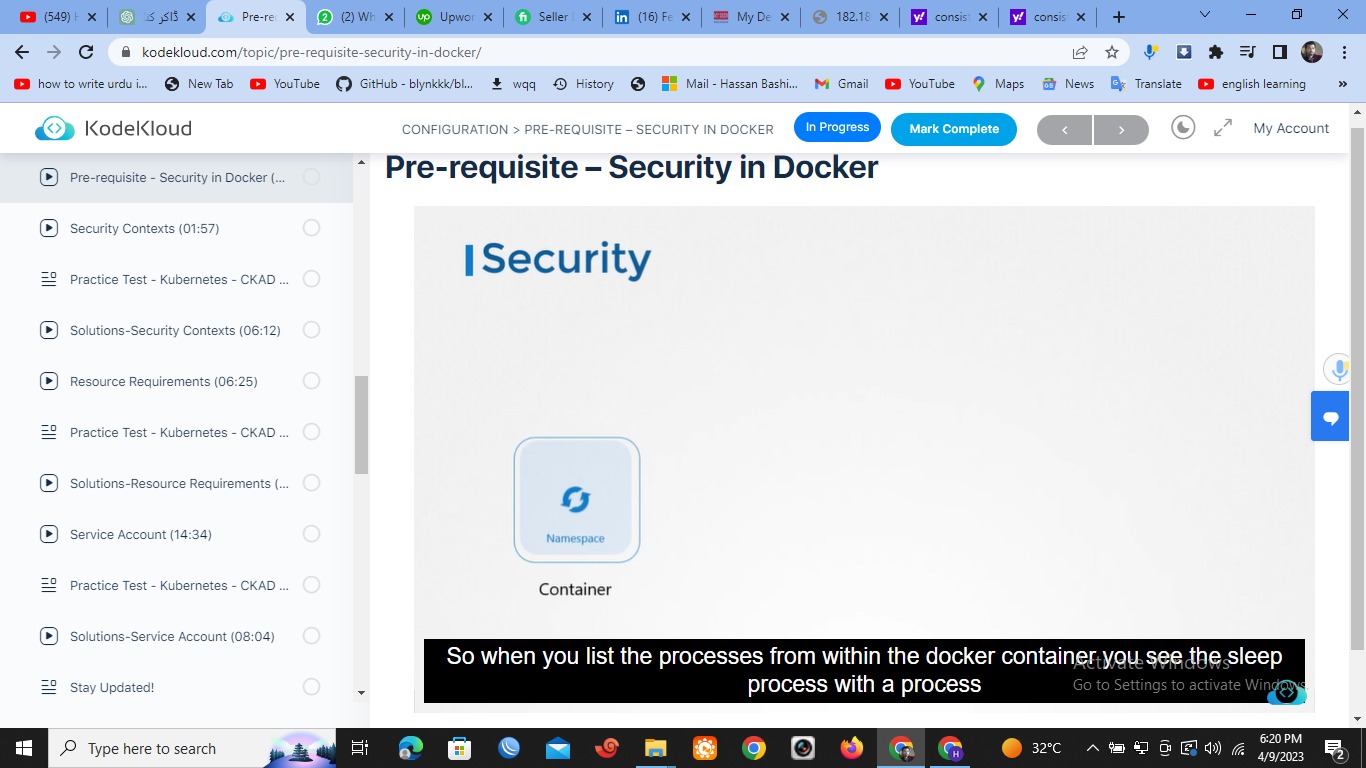 (549) H
ڈاکر کنٹ
Pre-rec
(2) Wh
Upwor
Seller
(16) Fe
My De
182.18
consist
consis
kodekloud.com/topic/pre-requisite-security-in-docker/
how to write urdu i...
New Tab
YouTube
GitHub - blynkkk/bl...
wqq
History
Mail - Hassan Bashi...
Gmail
YouTube
Maps
News
Translate
english learning
»
KodeKloud
CONFIGURATION > PRE-REQUISITE – SECURITY IN DOCKER
In Progress
Mark Complete
My Account
Pre-requisite - Security in Docker (...
Security Contexts (01:57)
Practice Test - Kubernetes - CKAD ...
Solutions-Security Contexts (06:12)
Resource Requirements (06:25)
Practice Test - Kubernetes - CKAD ...
Solutions-Resource Requirements (...
Service Account (14:34)
Practice Test - Kubernetes - CKAD ...
Solutions-Service Account (08:04)
Stay Updated!
Pre-requisite – Security in Docker
Security
Namespace
Container
So when you list the processes from within the docker container,you see the sleep
process with a process
Activate Windows
Go to Settings to activate Windows.
Type here to search
32°C
6:20 PM
4/9/2023
2